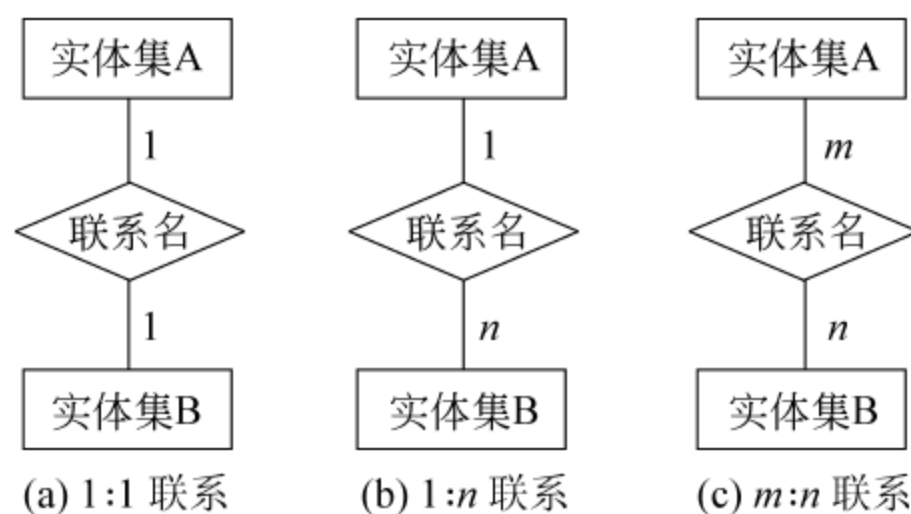 实体集A 实体集A 实体集A
1 1 m
联系名 联系名 联系名
1 n n
实体集B 实体集B 实体集B
(a) 1:1 联系 (b) 1:n 联系 (c) m:n 联系